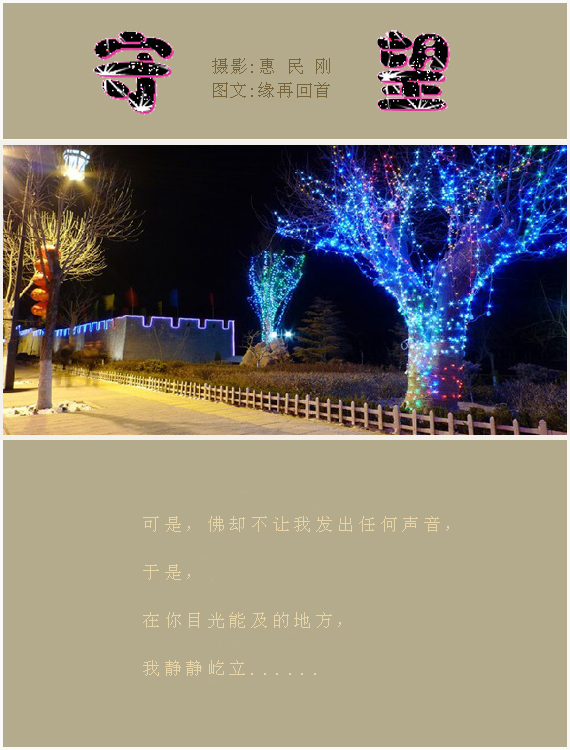 守 望
摄影:惠 民 刚
图文:缘再回首
可是，佛却不让我发出任何声音，
于是，
在你目光能及的地方，
我静静屹立......